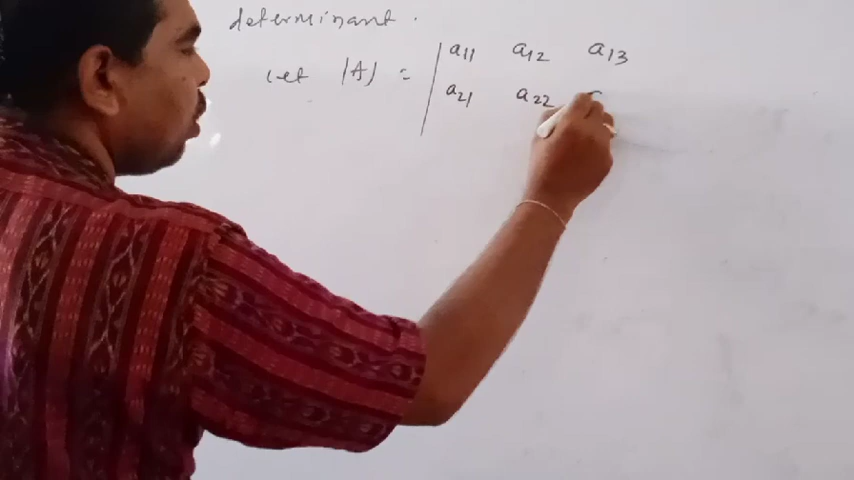 determinant.
Let |A| = | a11 a12 a13
a21 a22